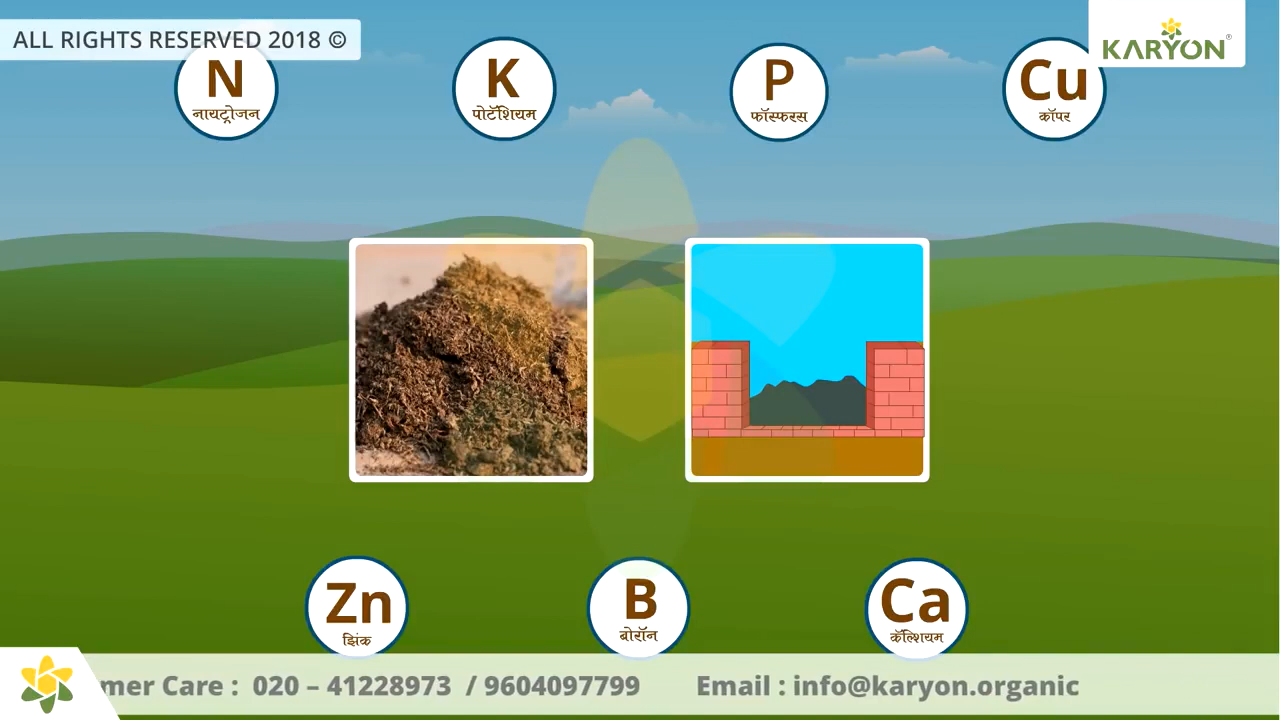 ALL RIGHTS RESERVED 2018 ©
KARYON®
N
नायट्रोजन
K
पोटॅशियम
P
फॉस्फरस
Cu
कॉपर
Zn
झिंक
B
बोरॉन
Ca
कॅल्शियम
mer Care : 020 – 41228973 / 9604097799 Email : info@karyon.organic